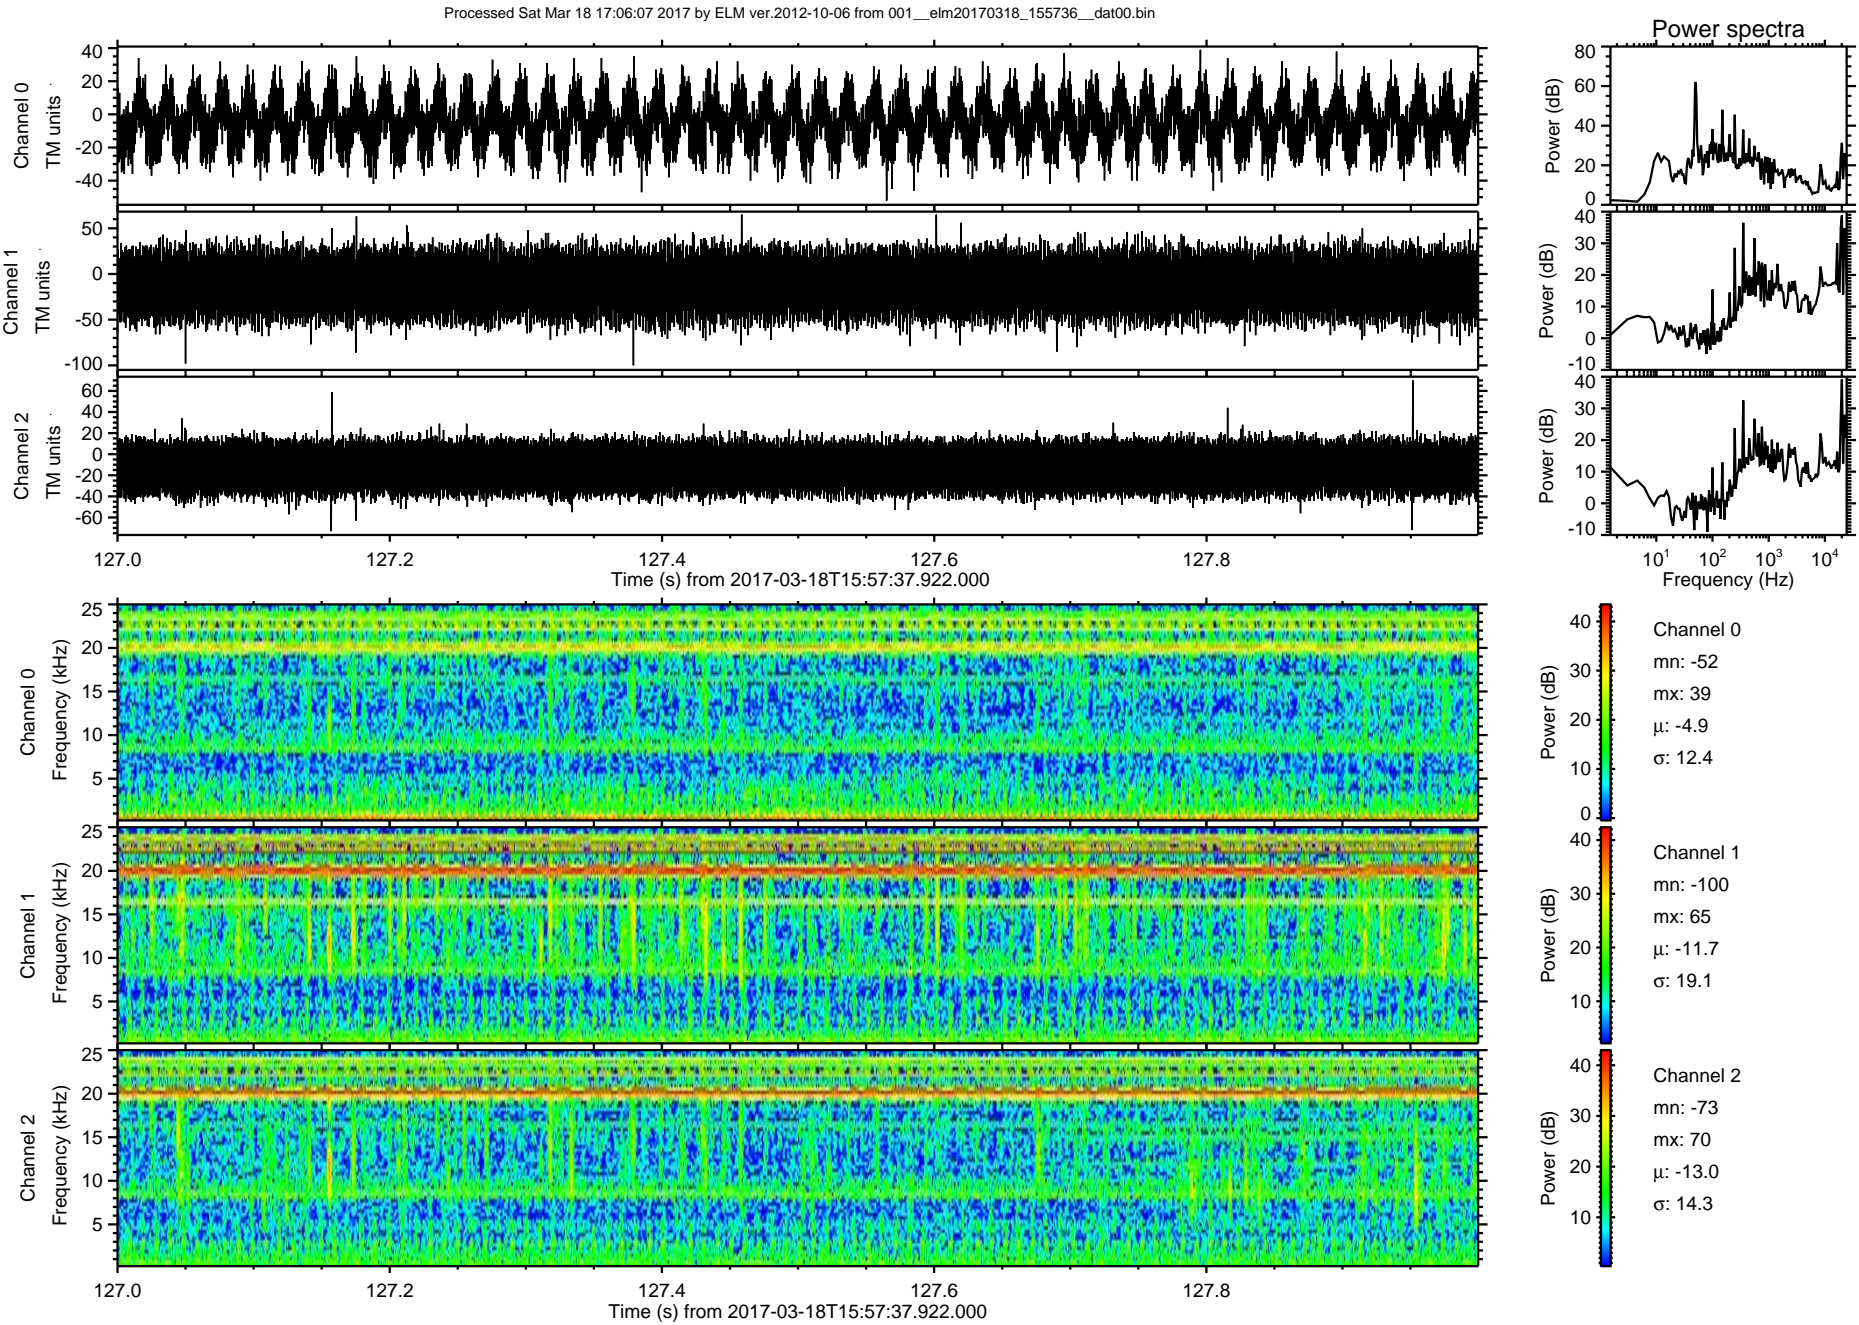 Processed Sat Mar 18 17:06:07 2017 by ELM ver.2012-10-06 from 001__elm20170318_155736__dat00.bin
Power spectra
Channel 0
TM units
40
20
0
-20
-40
Power (dB)
80
60
40
20
0
Channel 1
TM units
50
0
-50
-100
Power (dB)
40
30
20
10
0
-10
Channel 2
TM units
60
40
20
0
-20
-40
-60
Power (dB)
40
30
20
10
0
-10
127.0 127.2 127.4 127.6 127.8
Time (s) from 2017-03-18T15:57:37.922.000
10^1 10^2 10^3 10^4
Frequency (Hz)
Channel 0
Frequency (kHz)
25
20
15
10
5
Power (dB)
40
30
20
10
0
Channel 0
mn: -52
mx: 39
μ: -4.9
σ: 12.4
Channel 1
Frequency (kHz)
25
20
15
10
5
Power (dB)
40
30
20
10
Channel 1
mn: -100
mx: 65
μ: -11.7
σ: 19.1
Channel 2
Frequency (kHz)
25
20
15
10
5
Power (dB)
40
30
20
10
Channel 2
mn: -73
mx: 70
μ: -13.0
σ: 14.3
127.0 127.2 127.4 127.6 127.8
Time (s) from 2017-03-18T15:57:37.922.000